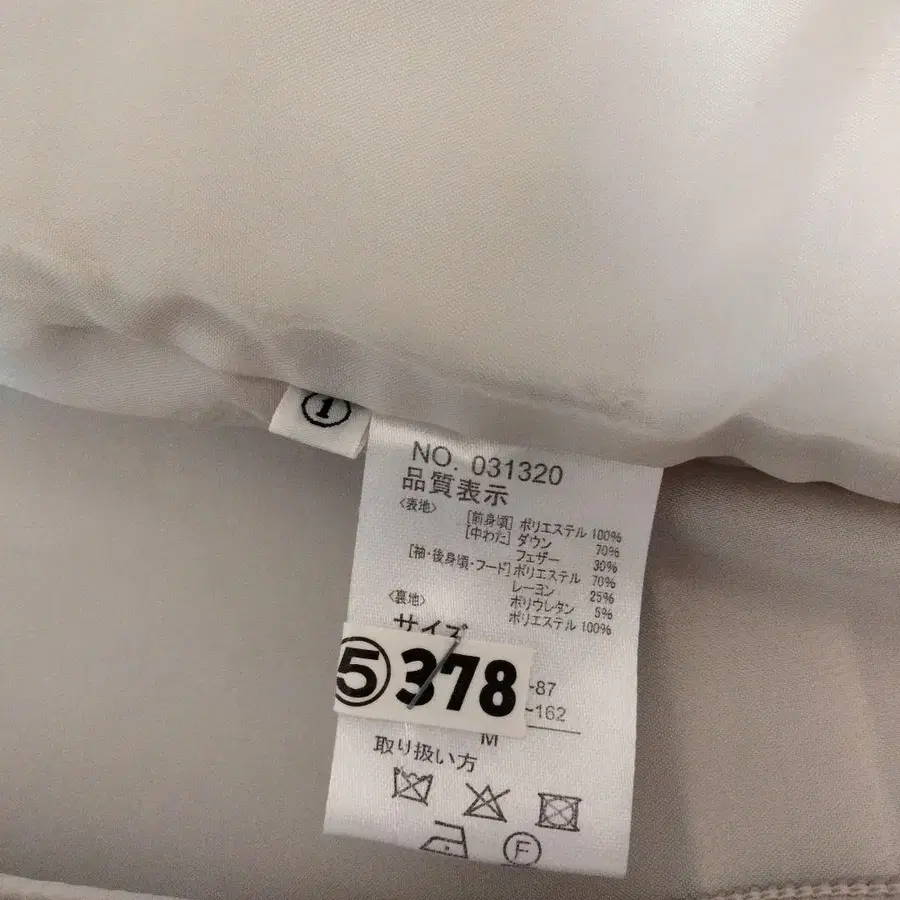 ①
NO. 031320
品質表示
〈表地〉
[前身頃] ポリエステル 100%
[中わた] ダウン 70%
フェザー 30%
[袖・後身頃・フード] ポリエステル 70%
レーヨン 25%
ポリウレタン 5%
〈裏地〉 ポリエステル 100%
サイズ
⑤378
-87
-162
M
取り扱い方
F